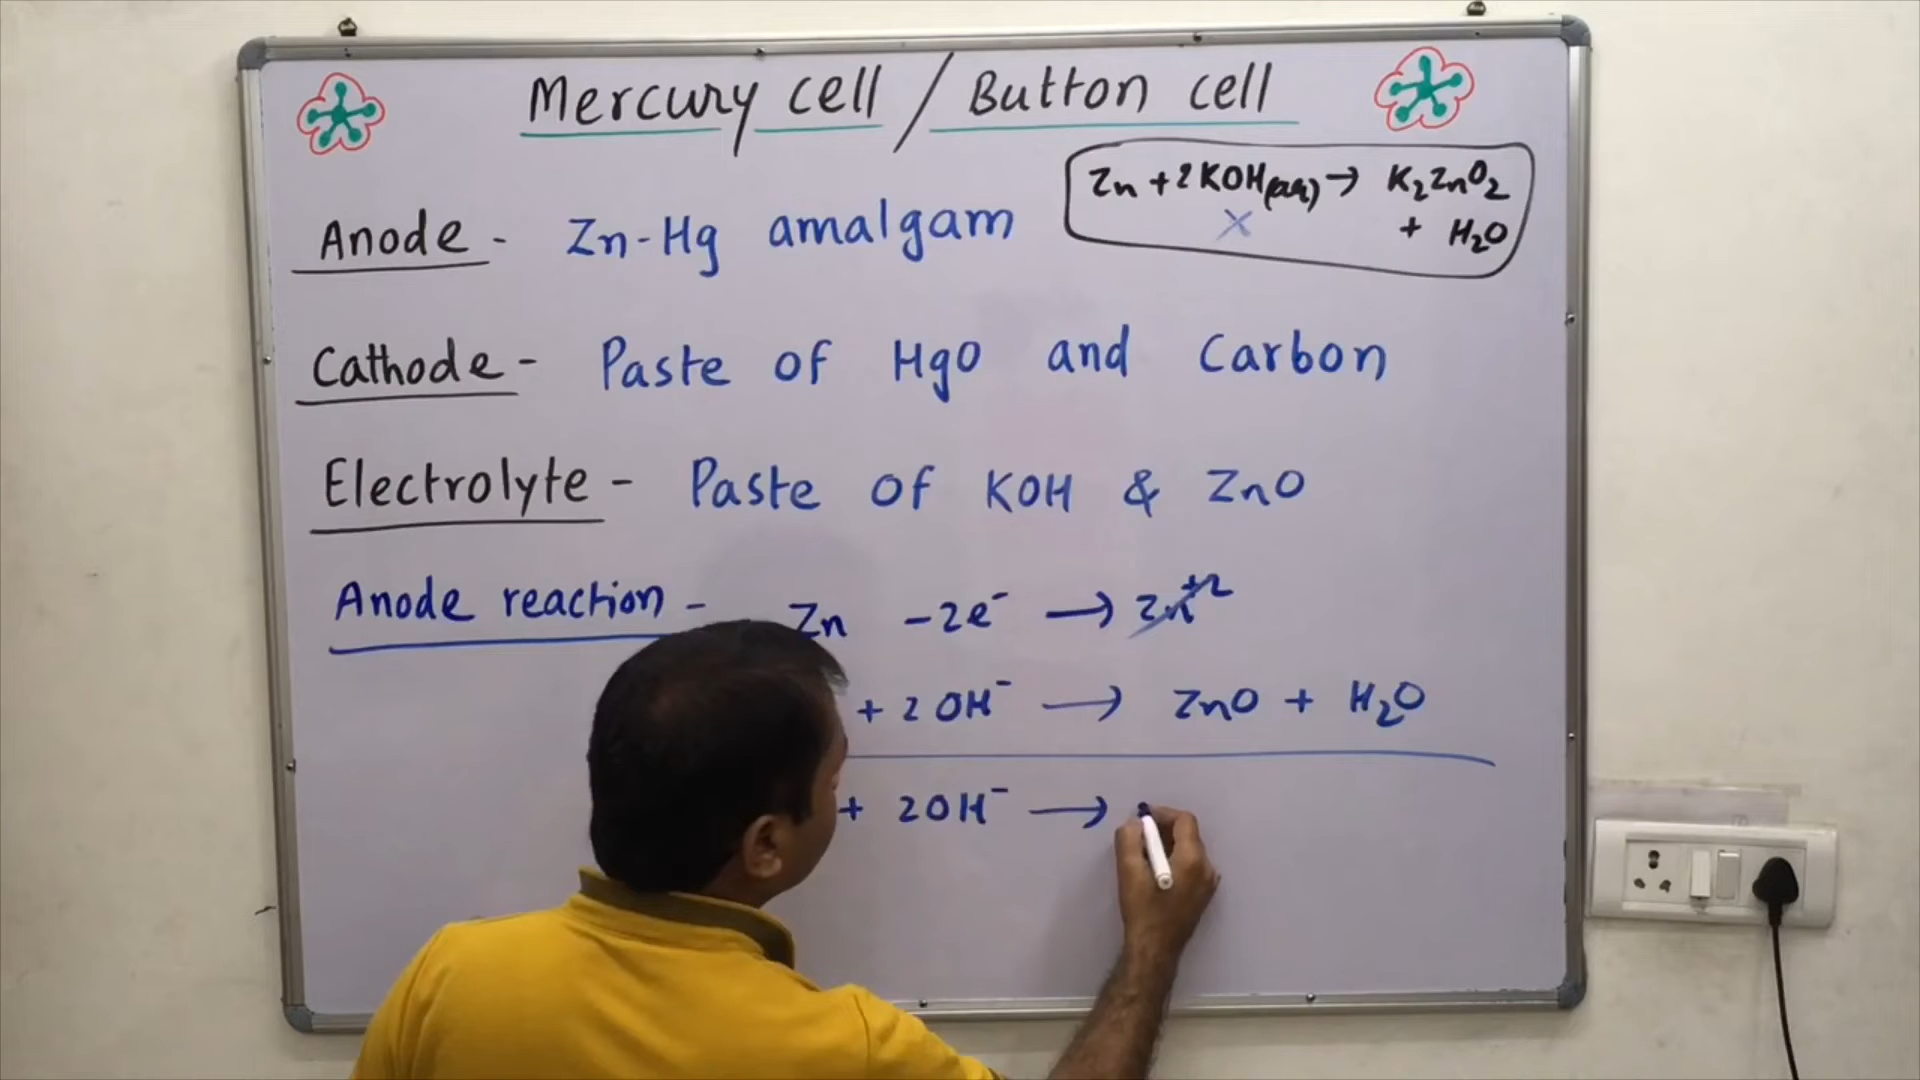 Mercury cell / Button cell
Zn + 2KOH(aq) → K₂ZnO₂
+ H₂O
×
Anode - Zn-Hg amalgam
Cathode - Paste of HgO and Carbon
Electrolyte - Paste of KOH & ZnO
Anode reaction - Zn - 2e⁻ → Zn⁺²
+ 2OH⁻ → ZnO + H₂O
+ 2OH⁻ →